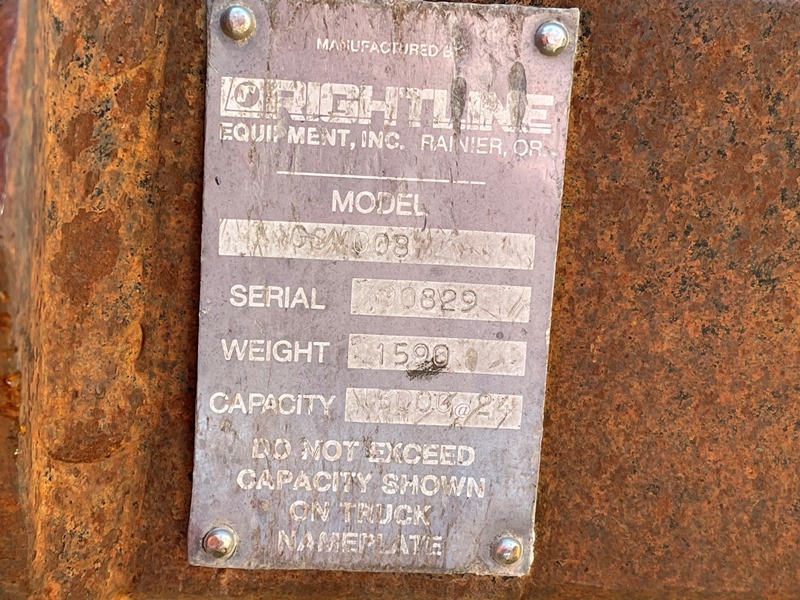 MANUFACTURED BY
RIGHTLINE
EQUIPMENT, INC. RAINIER, OR.
MODEL
SERIAL
WEIGHT 1590
CAPACITY
DO NOT EXCEED
CAPACITY SHOWN
ON TRUCK
NAMEPLATE